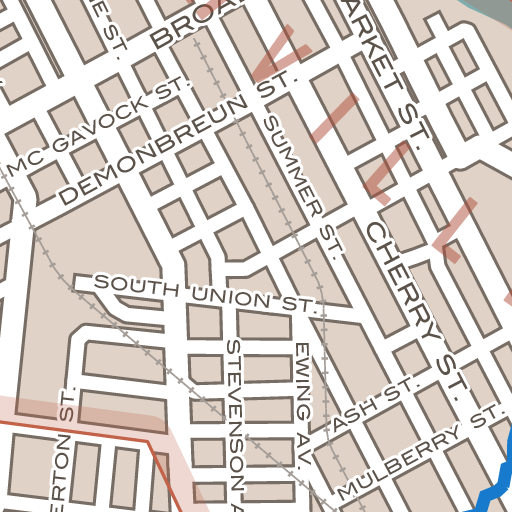 E ST.
BROA
ARKET ST.
MC GAVOCK ST.
DEMONBREUN ST.
SUMMER ST.
CHERRY ST.
SOUTH UNION ST.
STEVENSON A
EWING AV.
ASH ST.
MULBERRY ST.
ERTON ST.